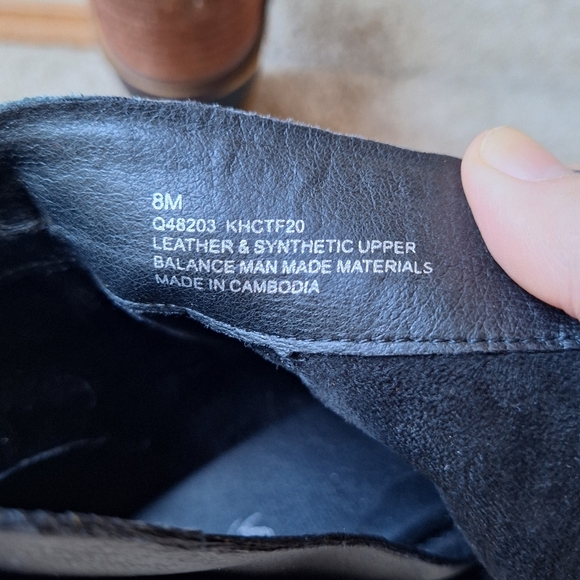 8M
Q48203 KHCTF20
LEATHER & SYNTHETIC UPPER
BALANCE MAN MADE MATERIALS
MADE IN CAMBODIA